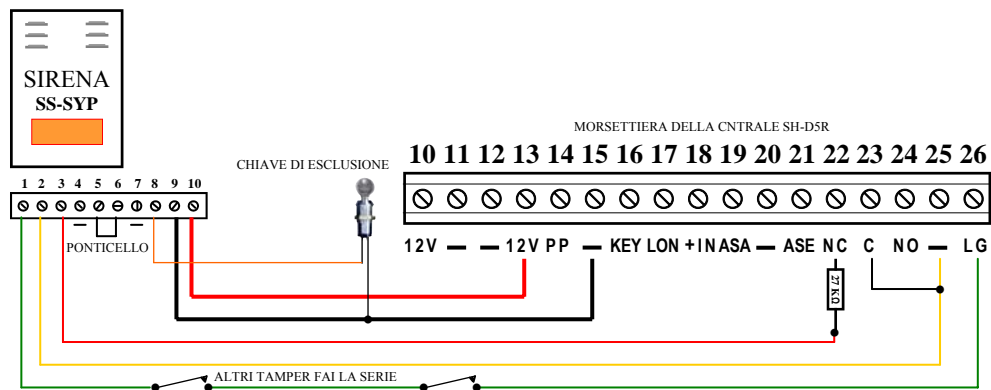 SIRENA
SS-SYP
MORSETTIERA DELLA CNTRALE SH-D5R
CHIAVE DI ESCLUSIONE
10 11 12 13 14 15 16 17 18 19 20 21 22 23 24 25 26
1 2 3 4 5 6 7 8 9 10
PONTICELLO
12V — — 12V PP — KEY LON +IN ASA — ASE NC C NO — LG
27 KΩ
ALTRI TAMPER FAI LA SERIE